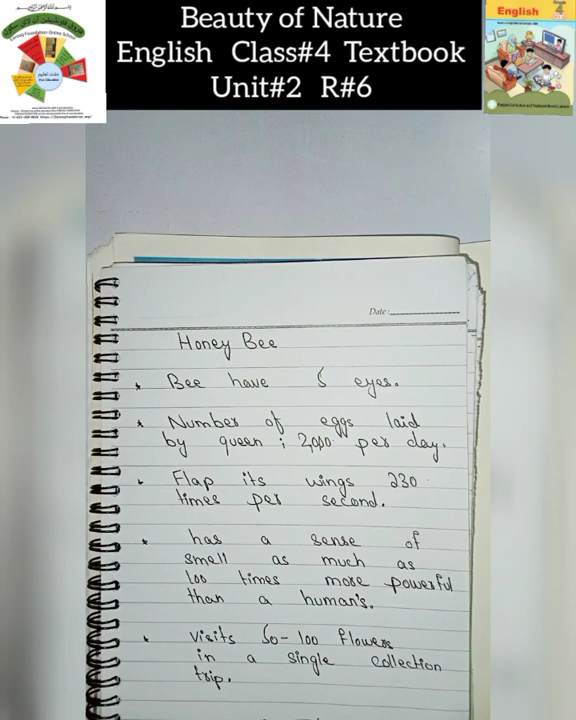 Beauty of Nature
English Class#4 Textbook
Unit#2 R#6
English
4
Date:
Honey Bee
* Bee have 5 eyes.
* Number of eggs laid
by queen ; 2,000 per day.
* Flap its wings 230
times per second.
* has a sense of
smell as much as
100 times more powerful
than a human's.
* visits 50-100 flowers
in a single collection
trip.